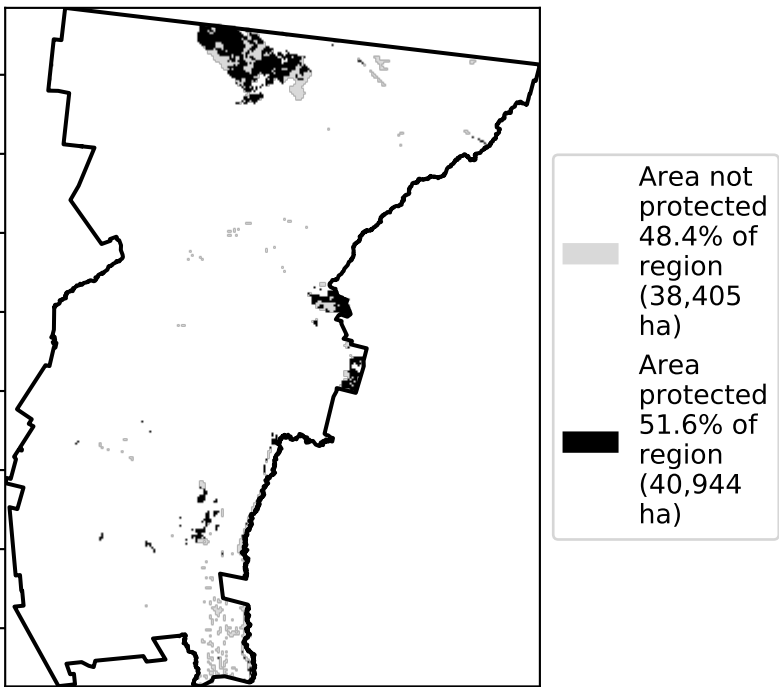 Area not
protected
48.4% of
region
(38,405
ha)
Area
protected
51.6% of
region
(40,944
ha)